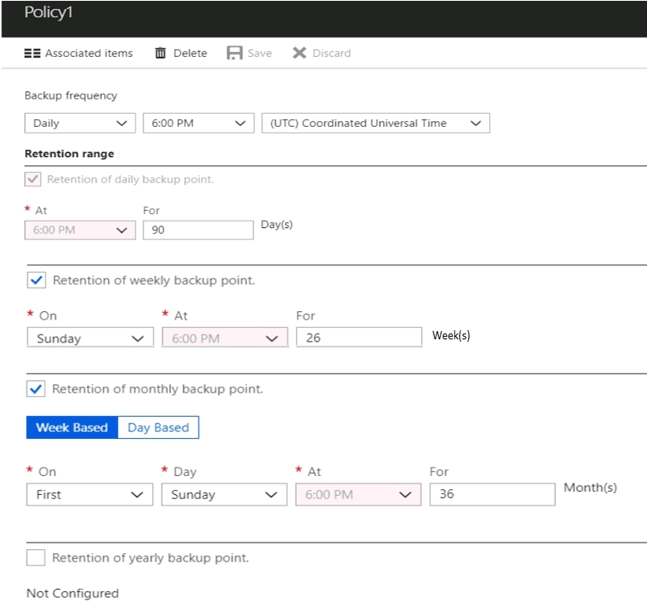 Policy1
Associated items Delete Save Discard
Backup frequency
Daily 6:00 PM (UTC) Coordinated Universal Time
Retention range
Retention of daily backup point.
* At For
6:00 PM 90 Day(s)
Retention of weekly backup point.
* On * At For
Sunday 6:00 PM 26 Week(s)
Retention of monthly backup point.
Week Based Day Based
* On * Day * At For
First Sunday 6:00 PM 36 Month(s)
Retention of yearly backup point.
Not Configured